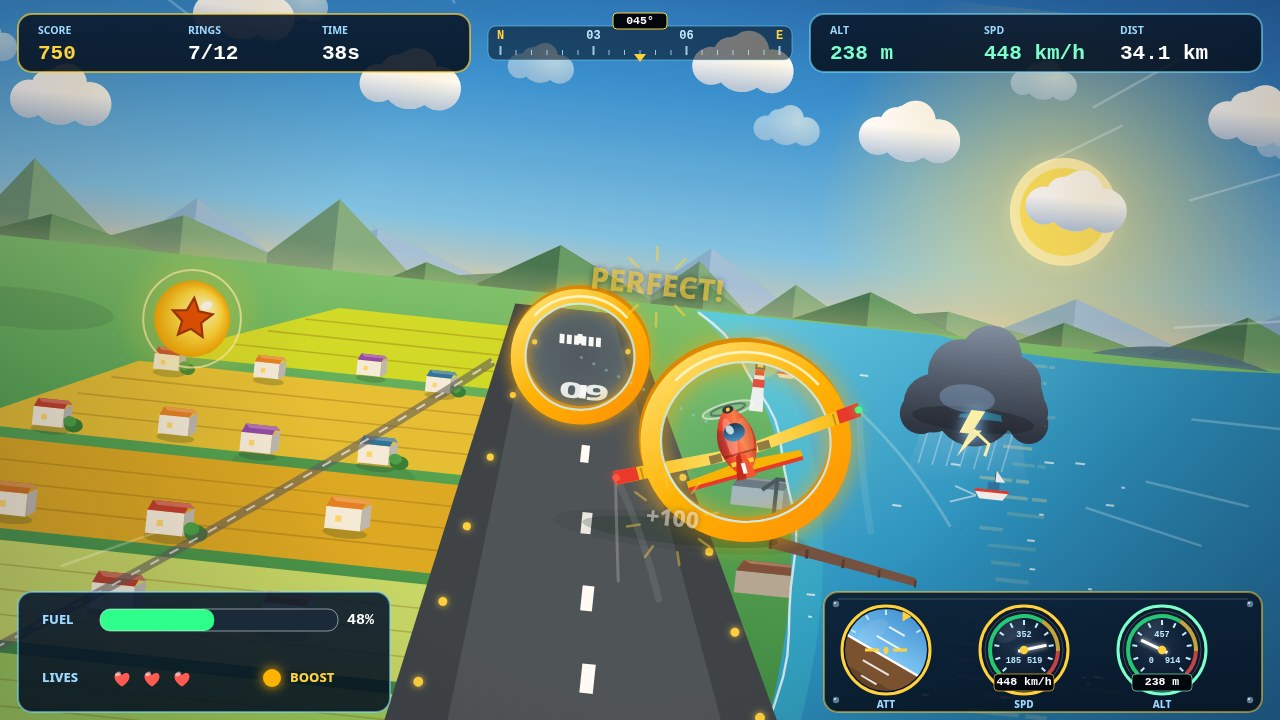 SCORE RINGS TIME
750 7/12 38s
045°
N 03 06 E
ALT SPD DIST
238 m 448 km/h 34.1 km
PERFECT!
09
+100
FUEL 48%
LIVES BOOST
352
185 519
448 km/h
457
0 914
238 m
ATT SPD ALT